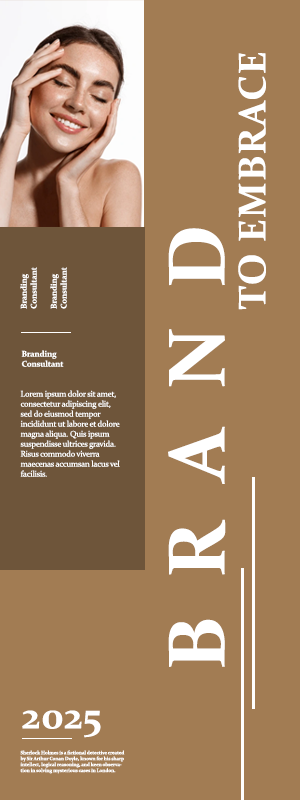 TO EMBRACE
BRAND
Branding
Consultant
Branding
Consultant
Branding
Consultant
Lorem ipsum dolor sit amet,
consectetur adipiscing elit,
sed do eiusmod tempor
incididunt ut labore et dolore
magna aliqua. Quis ipsum
suspendisse ultrices gravida.
Risus commodo viverra
maecenas accumsan lacus vel
facilisis.
2025
Sherlock Holmes is a fictional detective created
by Sir Arthur Conan Doyle, known for his sharp
intellect, logical reasoning, and keen observa-
tion in solving mysterious cases in London.